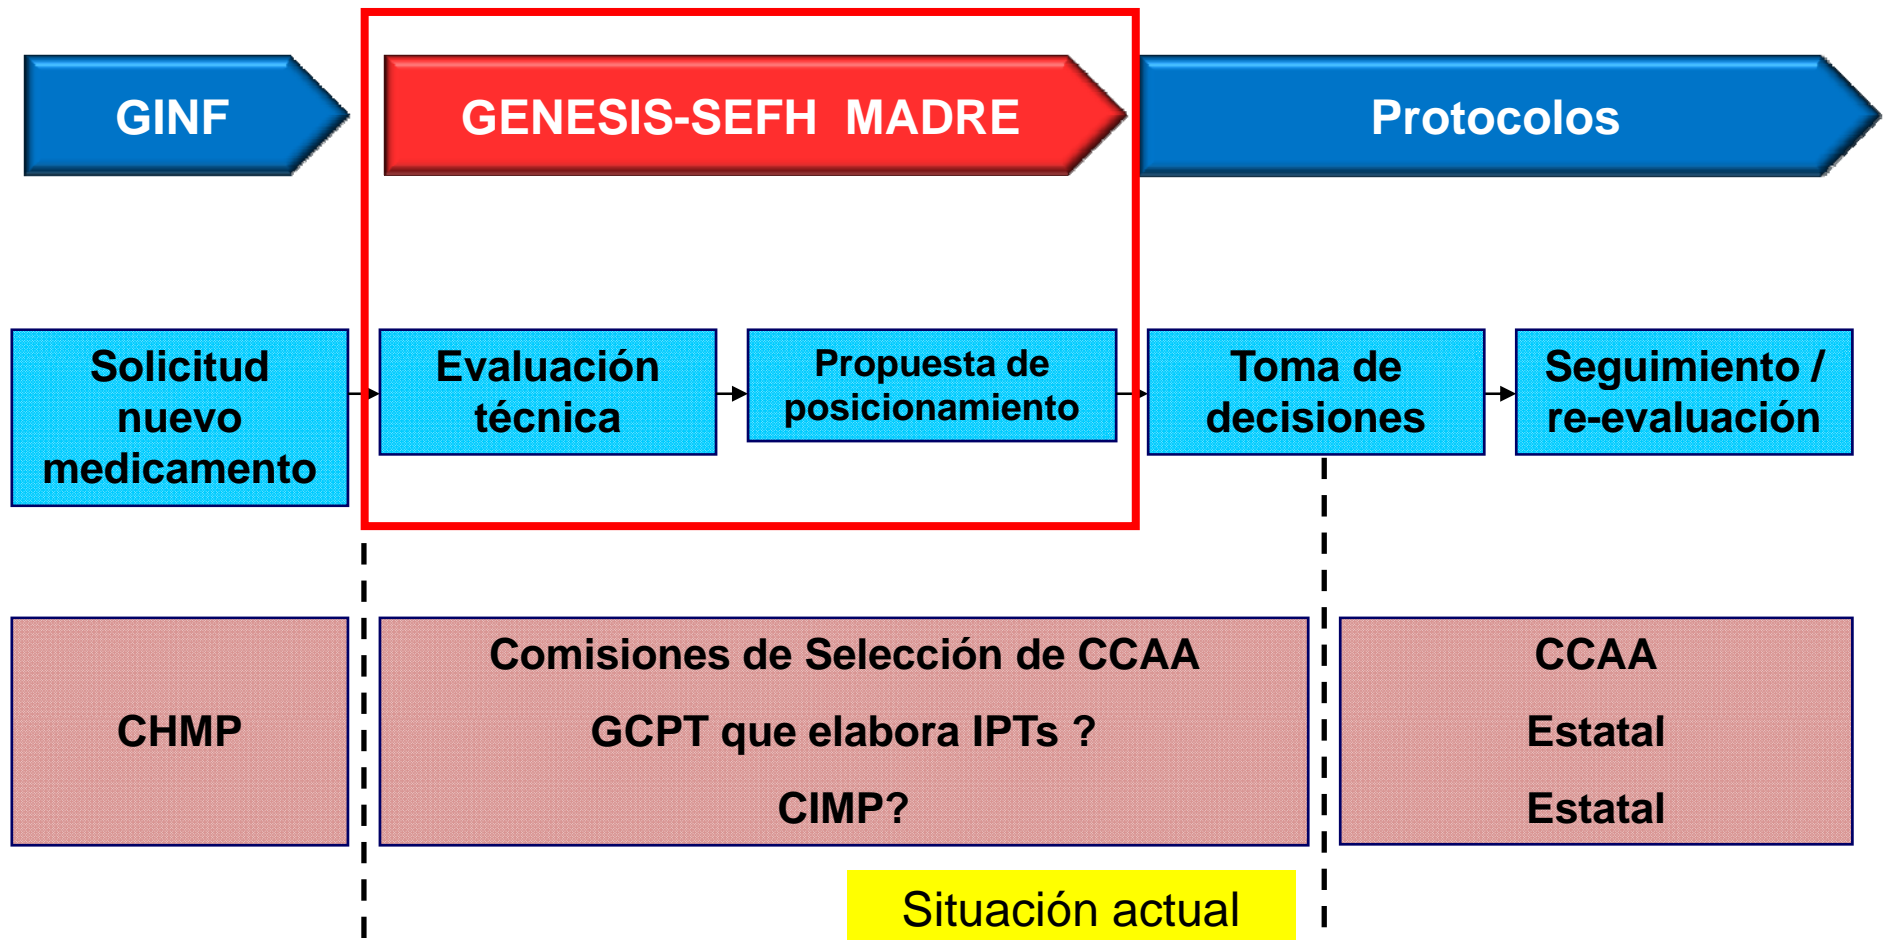 GINF
GENESIS-SEFH MADRE
Protocolos
Solicitud
nuevo
medicamento
Evaluación
técnica
Propuesta de
posicionamiento
Toma de
decisiones
Seguimiento /
re-evaluación
CHMP
Comisiones de Selección de CCAA
GCPT que elabora IPTs ?
CIMP?
CCAA
Estatal
Estatal
Situación actual